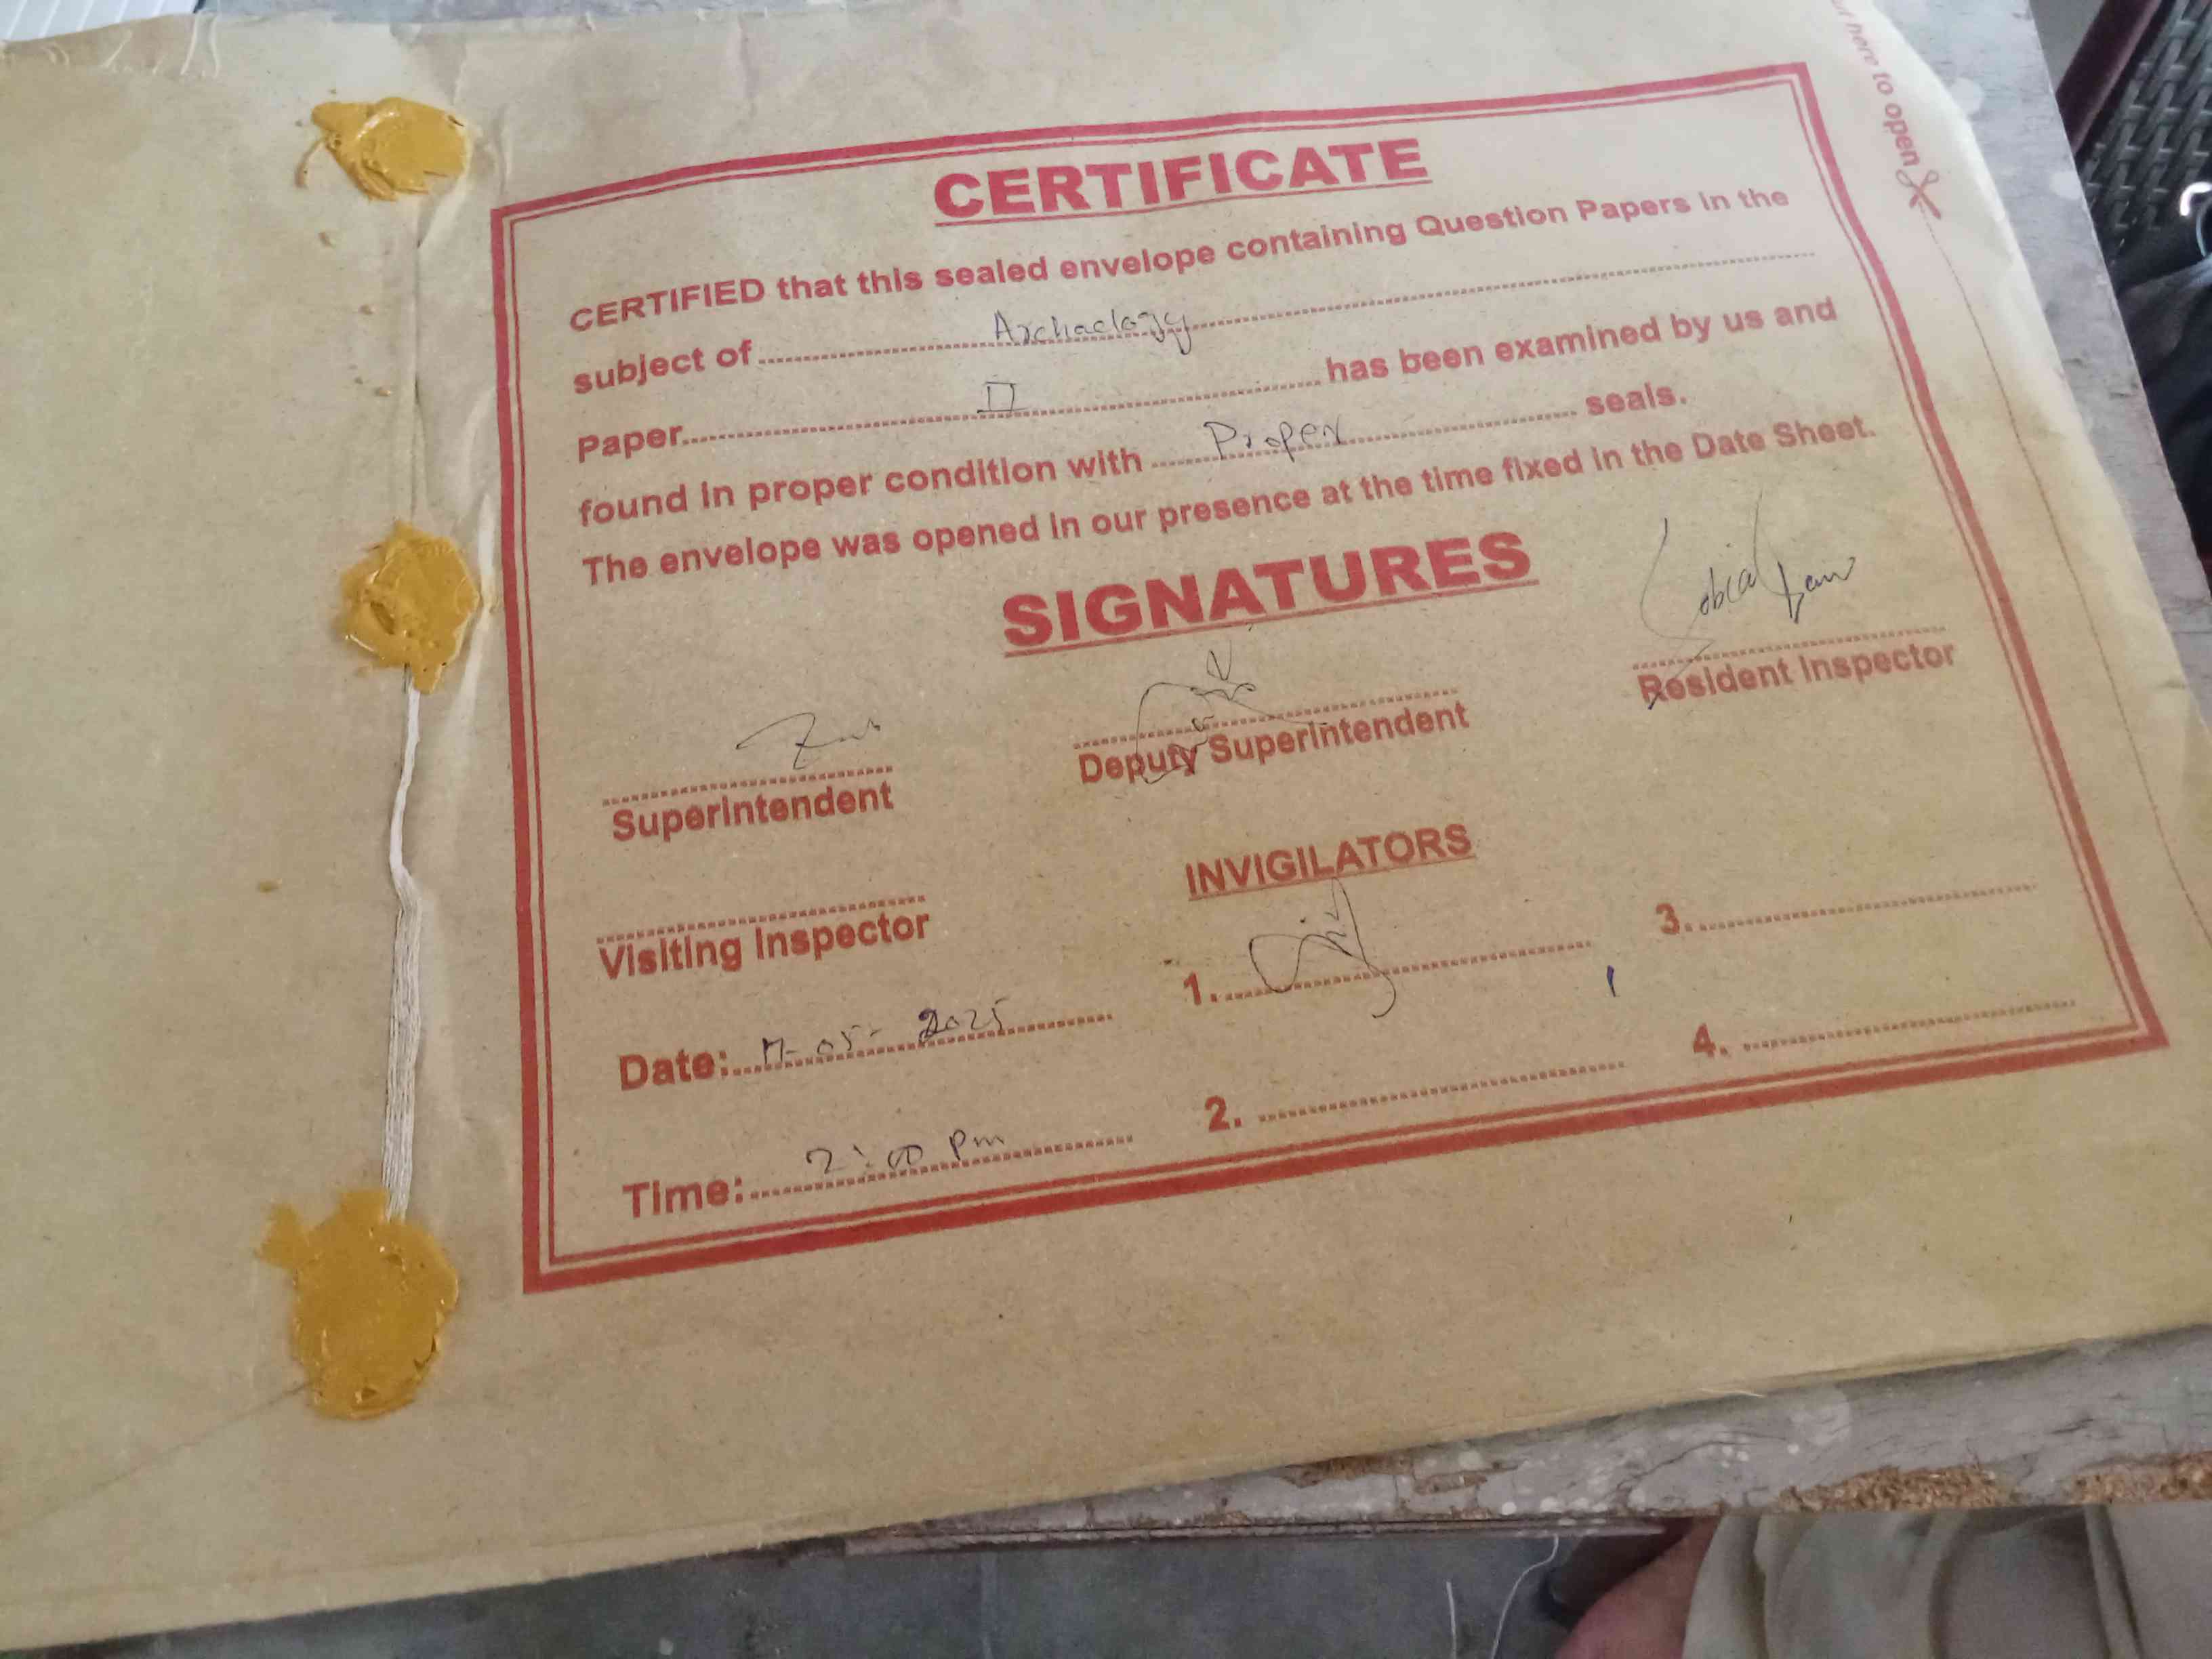 here to open
CERTIFICATE
CERTIFIED that this sealed envelope containing Question Papers in the
subject of Archaelogy
Paper II has been examined by us and
found in proper condition with Proper seals.
The envelope was opened in our presence at the time fixed in the Date Sheet.
SIGNATURES
Superintendent
Deputy Superintendent
Resident Inspector
Visiting Inspector
INVIGILATORS
1.
3.
Date: 17-05-2025
2.
4.
Time: 2:00 Pm